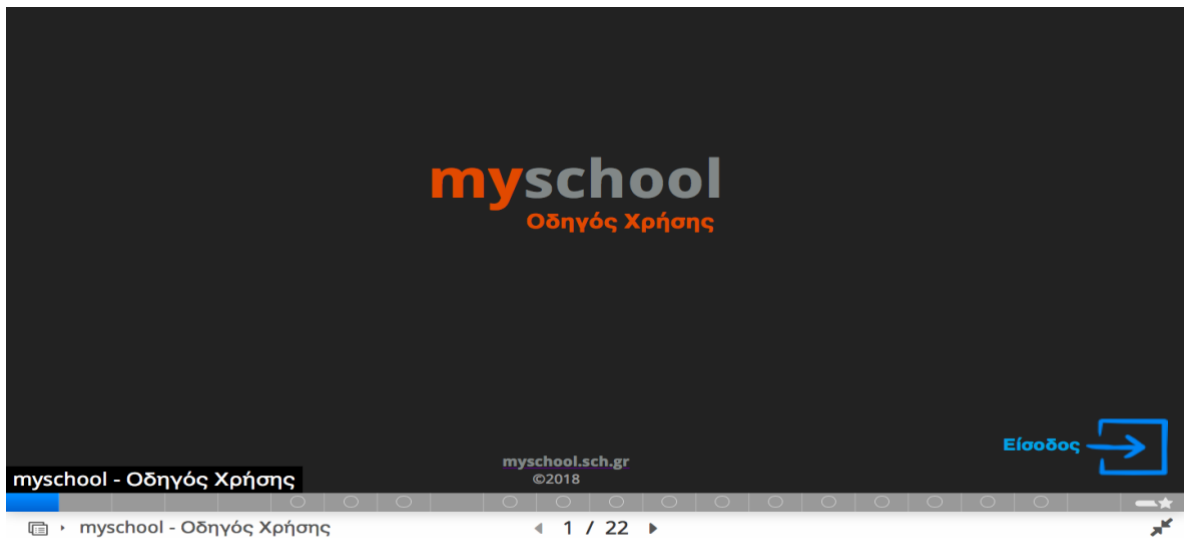 myschool
Οδηγός Χρήσης
Είσοδος
myschool.sch.gr
©2018
myschool - Οδηγός Χρήσης
myschool - Οδηγός Χρήσης
1 / 22